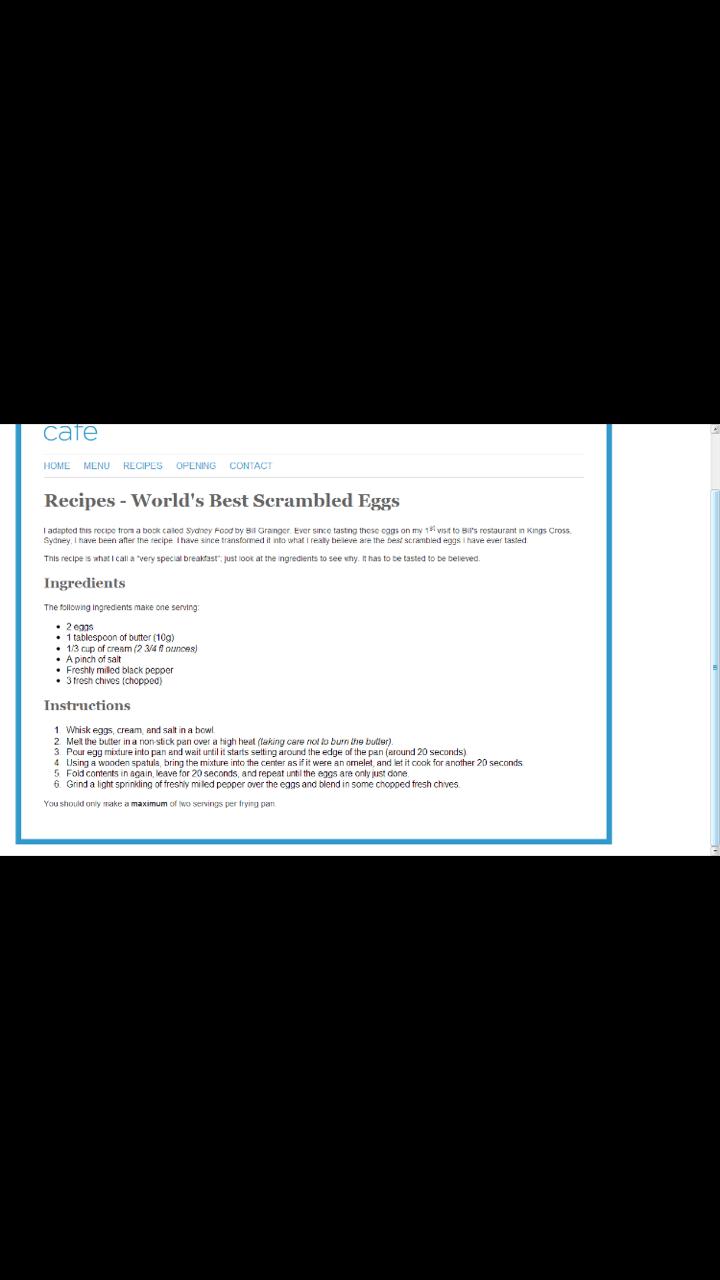 cafe
HOME MENU RECIPES OPENING CONTACT
Recipes - World's Best Scrambled Eggs
I adapted this recipe from a book called Sydney Food by Bill Grainger. Ever since tasting these eggs on my 1st visit to Bill's restaurant in Kings Cross,
Sydney, I have been after the recipe. I have since transformed it into what I really believe are the best scrambled eggs I have ever tasted.
This recipe is what I call a "very special breakfast"; just look at the ingredients to see why. It has to be tasted to be believed.
Ingredients
The following ingredients make one serving:
• 2 eggs
• 1 tablespoon of butter (10g)
• 1/3 cup of cream (2 3/4 fl ounces)
• A pinch of salt
• Freshly milled black pepper
• 3 fresh chives (chopped)
Instructions
1. Whisk eggs, cream, and salt in a bowl.
2. Melt the butter in a non-stick pan over a high heat (taking care not to burn the butter).
3. Pour egg mixture into pan and wait until it starts setting around the edge of the pan (around 20 seconds).
4. Using a wooden spatula, bring the mixture into the center as if it were an omelet, and let it cook for another 20 seconds.
5. Fold contents in again, leave for 20 seconds, and repeat until the eggs are only just done.
6. Grind a light sprinkling of freshly milled pepper over the eggs and blend in some chopped fresh chives.
You should only make a maximum of two servings per frying pan.